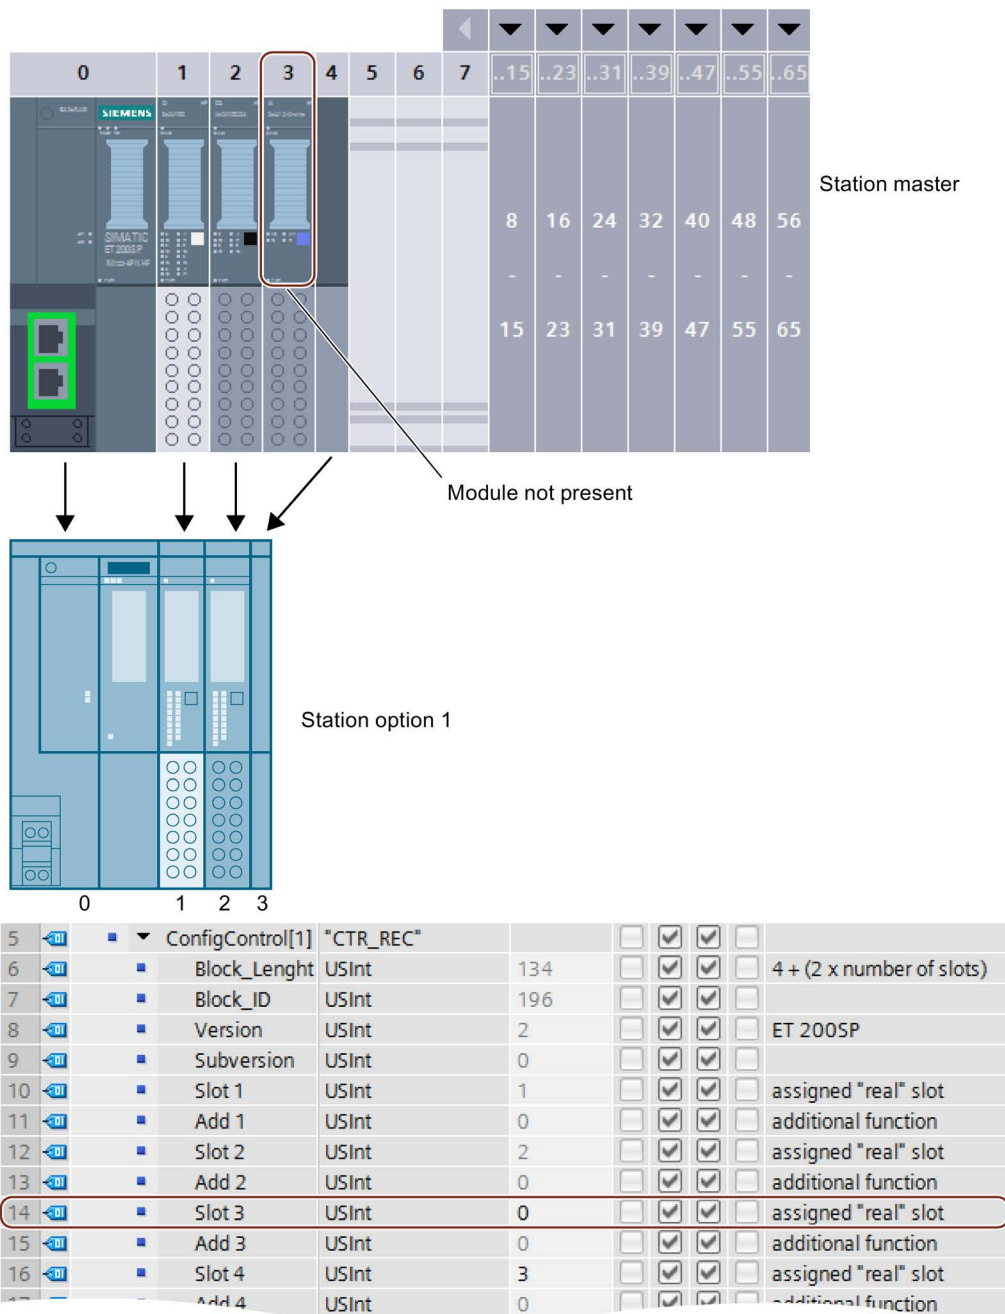 0 1 2 3 4 5 6 7 ..15 ..23 ..31 ..39 ..47 ..55 ..65
SIEMENS
Station master
8 16 24 32 40 48 56
SIMATIC
ET 200SP
- - - - - - -
15 23 31 39 47 55 65
Module not present
Station option 1
0 1 2 3
5 ConfigControl[1] "CTR_REC"
6 Block_Lenght USInt 134 4 + (2 x number of slots)
7 Block_ID USInt 196
8 Version USInt 2 ET 200SP
9 Subversion USInt 0
10 Slot 1 USInt 1 assigned "real" slot
11 Add 1 USInt 0 additional function
12 Slot 2 USInt 2 assigned "real" slot
13 Add 2 USInt 0 additional function
14 Slot 3 USInt 0 assigned "real" slot
15 Add 3 USInt 0 additional function
16 Slot 4 USInt 3 assigned "real" slot
17 Add 4 USInt 0 additional function